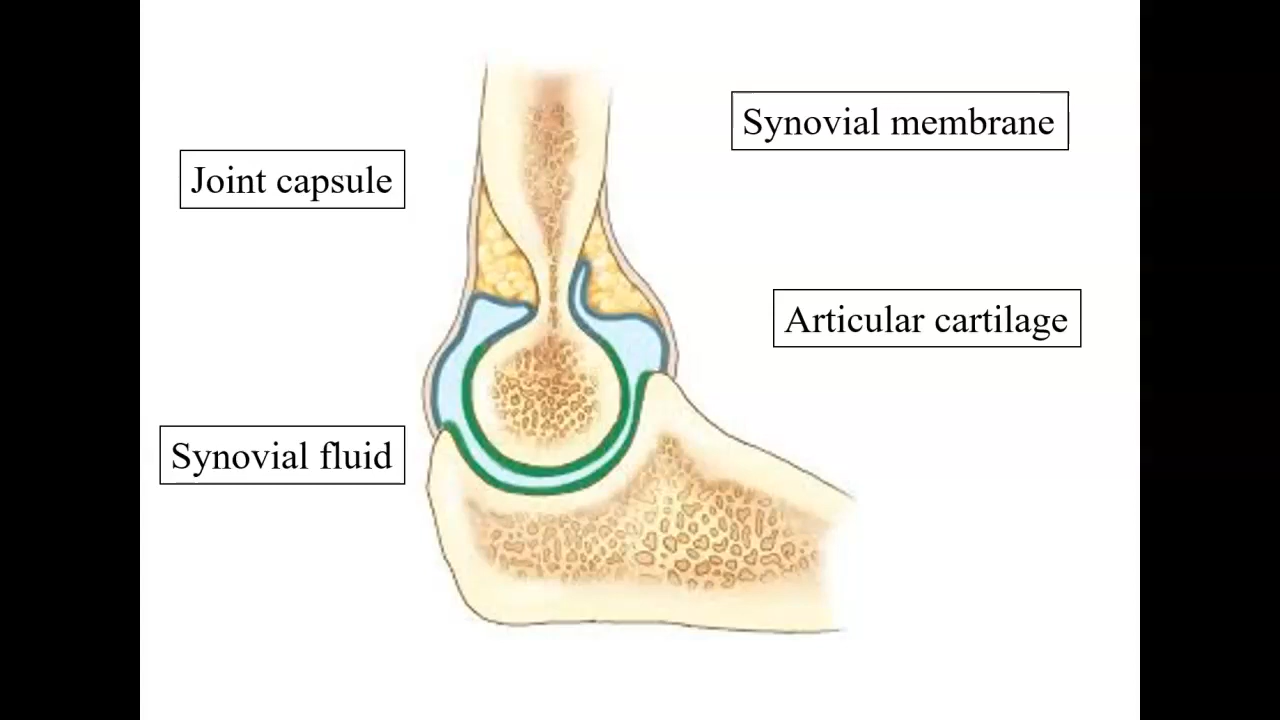 Synovial membrane
Joint capsule
Articular cartilage
Synovial fluid